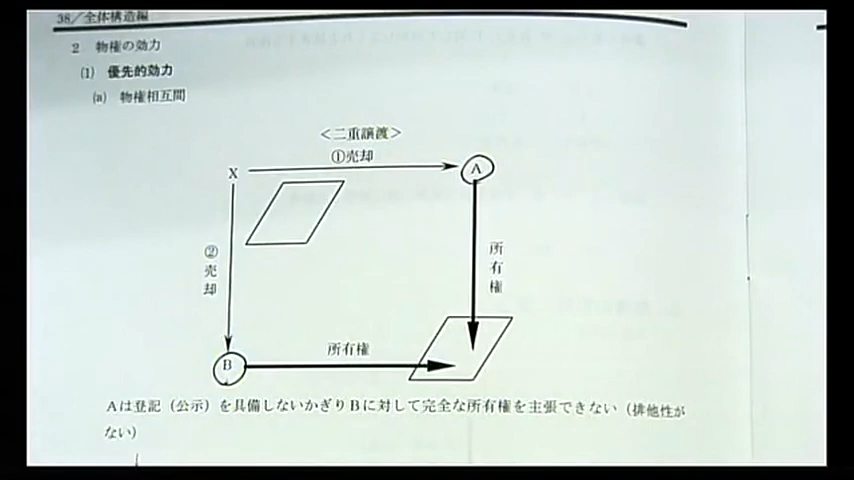 38／全体構造編
2　物権の効力
(1)　優先的効力
(a)　物権相互間
＜二重譲渡＞
①売却
X
A
②売却
所有権
所有権
B
Aは登記（公示）を具備しないかぎりBに対して完全な所有権を主張できない（排他性が
ない）